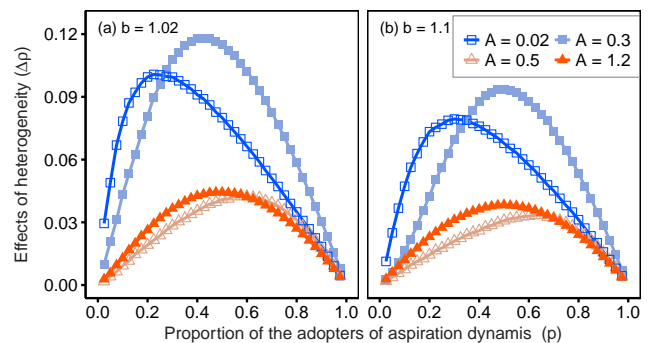 (a) b = 1.02
(b) b = 1.1
A = 0.02
A = 0.3
A = 0.5
A = 1.2
Effects of heterogeneity (Δρ)
0.12
0.09
0.06
0.03
0.00
0.0 0.2 0.4 0.6 0.8 1.0
0.0 0.2 0.4 0.6 0.8 1.0
Proportion of the adopters of aspiration dynamis (p)